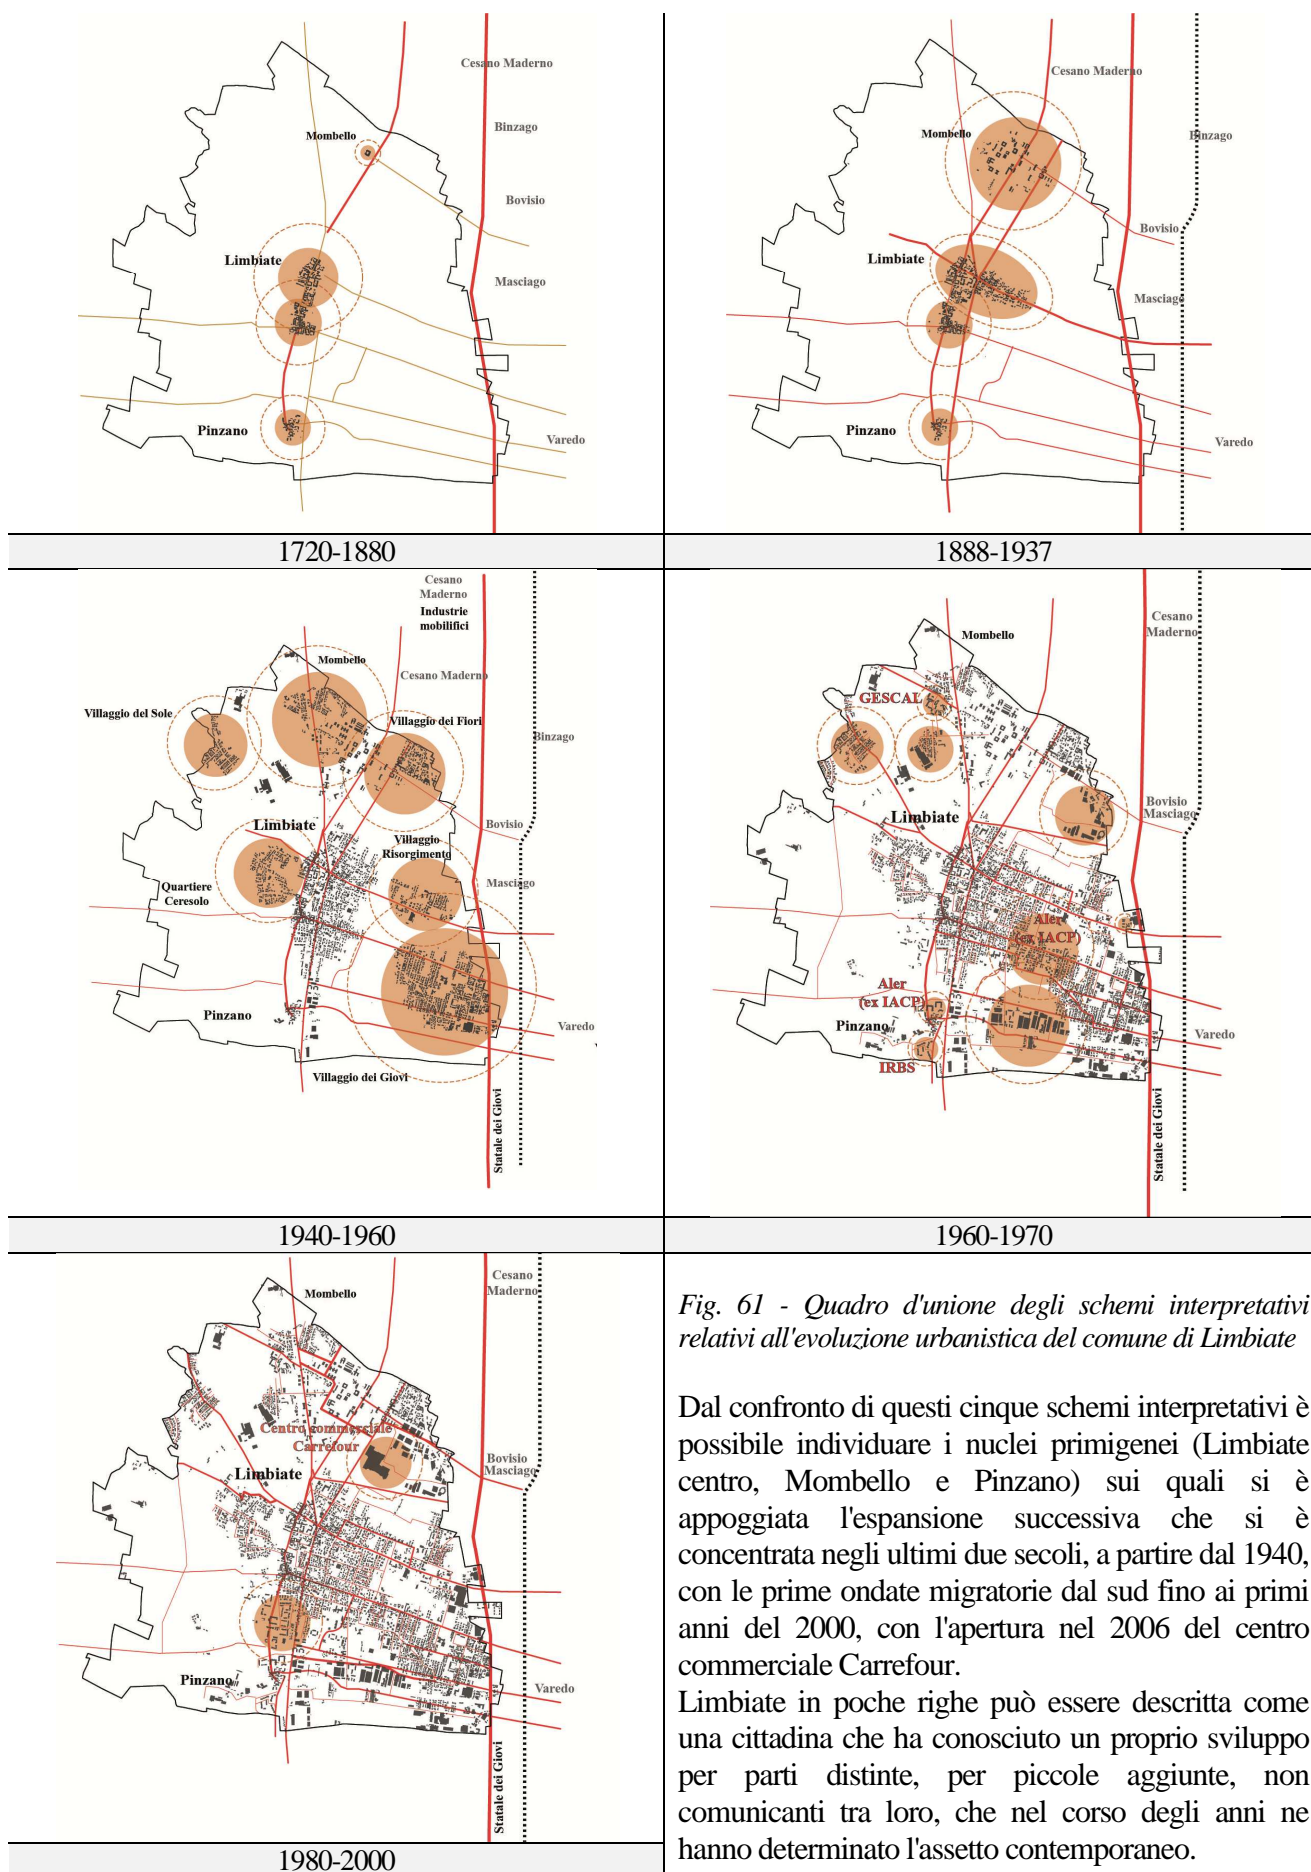 Cesano Maderno
Binzago
Mombello
Bovisio
Limbiate
Masciago
Pinzano
Varedo
1720-1880
Cesano Maderno
Mombello
Binzago
Bovisio
Limbiate
Masciago
Pinzano
Varedo
1888-1937
Cesano
Maderno
Industrie
mobilifici
Mombello
Cesano Maderno
Villaggio del Sole
Villaggio dei Fiori
Binzago
Limbiate
Bovisio
Villaggio
Risorgimento
Quartiere
Ceresolo
Masciago
Pinzano
Varedo
Villaggio dei Giovi
Statale dei Giovi
1940-1960
Cesano
Maderno
Mombello
GESCAL
Bovisio
Masciago
Limbiate
Aler
(ex IACP)
Aler
(ex IACP)
Pinzano
Varedo
IRBS
Statale dei Giovi
1960-1970
Cesano
Maderno
Mombello
Centro commerciale
Carrefour
Bovisio
Masciago
Limbiate
Pinzano
Varedo
Statale dei Giovi
1980-2000
Fig. 61 - Quadro d'unione degli schemi interpretativi
relativi all'evoluzione urbanistica del comune di Limbiate
Dal confronto di questi cinque schemi interpretativi è
possibile individuare i nuclei primigenei (Limbiate
centro, Mombello e Pinzano) sui quali si è
appoggiata l'espansione successiva che si è
concentrata negli ultimi due secoli, a partire dal 1940,
con le prime ondate migratorie dal sud fino ai primi
anni del 2000, con l'apertura nel 2006 del centro
commerciale Carrefour.
Limbiate in poche righe può essere descritta come
una cittadina che ha conosciuto un proprio sviluppo
per parti distinte, per piccole aggiunte, non
comunicanti tra loro, che nel corso degli anni ne
hanno determinato l'assetto contemporaneo.